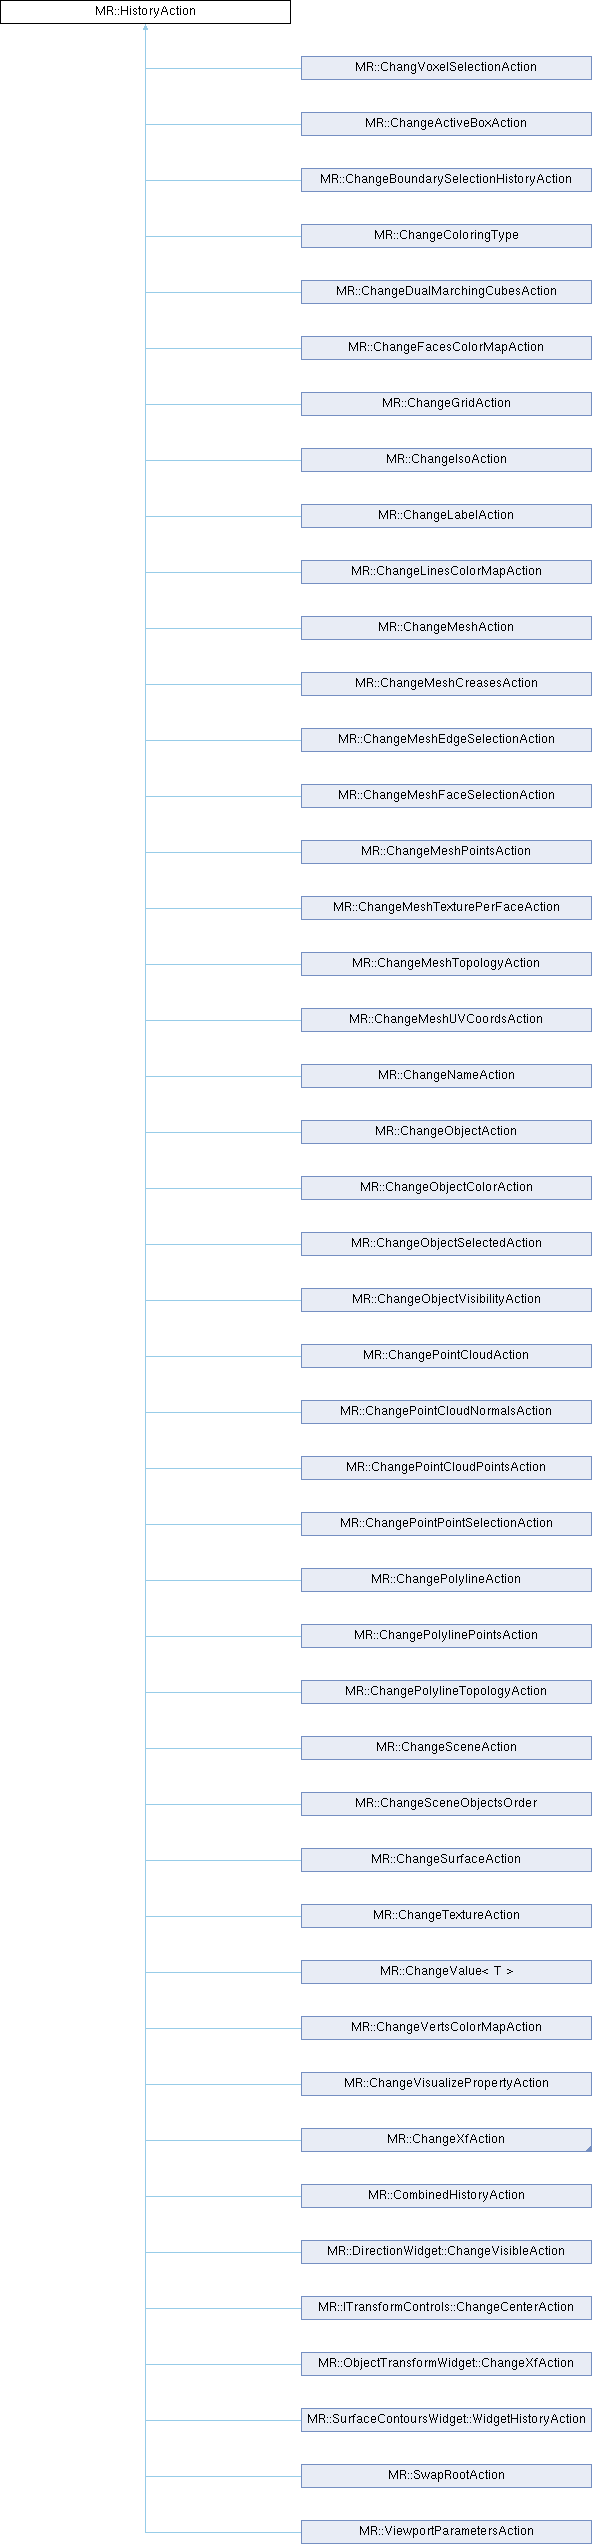 MR::HistoryAction
MR::ChangVoxelSelectionAction
MR::ChangeActiveBoxAction
MR::ChangeBoundarySelectionHistoryAction
MR::ChangeColoringType
MR::ChangeDualMarchingCubesAction
MR::ChangeFacesColorMapAction
MR::ChangeGridAction
MR::ChangeIsoAction
MR::ChangeLabelAction
MR::ChangeLinesColorMapAction
MR::ChangeMeshAction
MR::ChangeMeshCreasesAction
MR::ChangeMeshEdgeSelectionAction
MR::ChangeMeshFaceSelectionAction
MR::ChangeMeshPointsAction
MR::ChangeMeshTexturePerFaceAction
MR::ChangeMeshTopologyAction
MR::ChangeMeshUVCoordsAction
MR::ChangeNameAction
MR::ChangeObjectAction
MR::ChangeObjectColorAction
MR::ChangeObjectSelectedAction
MR::ChangeObjectVisibilityAction
MR::ChangePointCloudAction
MR::ChangePointCloudNormalsAction
MR::ChangePointCloudPointsAction
MR::ChangePointPointSelectionAction
MR::ChangePolylineAction
MR::ChangePolylinePointsAction
MR::ChangePolylineTopologyAction
MR::ChangeSceneAction
MR::ChangeSceneObjectsOrder
MR::ChangeSurfaceAction
MR::ChangeTextureAction
MR::ChangeValue< T >
MR::ChangeVertsColorMapAction
MR::ChangeVisualizePropertyAction
MR::ChangeXfAction
MR::CombinedHistoryAction
MR::DirectionWidget::ChangeVisibleAction
MR::ITransformControls::ChangeCenterAction
MR::ObjectTransformWidget::ChangeXfAction
MR::SurfaceContoursWidget::WidgetHistoryAction
MR::SwapRootAction
MR::ViewportParametersAction